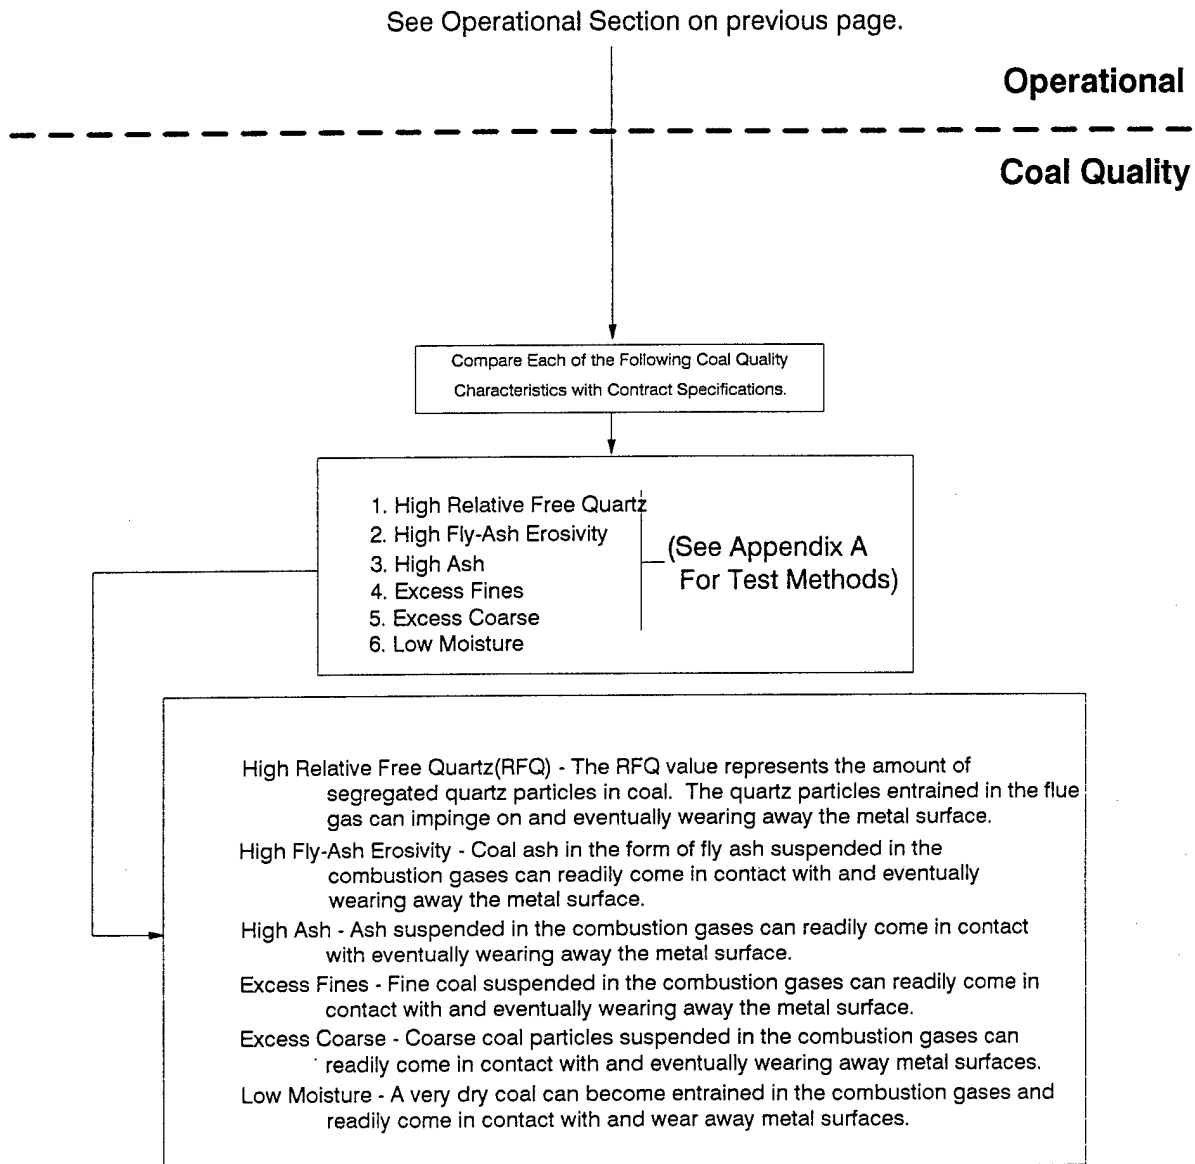 See Operational Section on previous page.
Operational
Coal Quality
Compare Each of the Following Coal Quality
Characteristics with Contract Specifications.
1. High Relative Free Quartz
2. High Fly-Ash Erosivity
3. High Ash
4. Excess Fines
5. Excess Coarse
6. Low Moisture
(See Appendix A
For Test Methods)
High Relative Free Quartz(RFQ) - The RFQ value represents the amount of
segregated quartz particles in coal. The quartz particles entrained in the flue
gas can impinge on and eventually wearing away the metal surface.
High Fly-Ash Erosivity - Coal ash in the form of fly ash suspended in the
combustion gases can readily come in contact with and eventually
wearing away the metal surface.
High Ash - Ash suspended in the combustion gases can readily come in contact
with eventually wearing away the metal surface.
Excess Fines - Fine coal suspended in the combustion gases can readily come in
contact with and eventually wearing away the metal surface.
Excess Coarse - Coarse coal particles suspended in the combustion gases can
readily come in contact with and eventually wearing away metal surfaces.
Low Moisture - A very dry coal can become entrained in the combustion gases and
readily come in contact with and wear away metal surfaces.